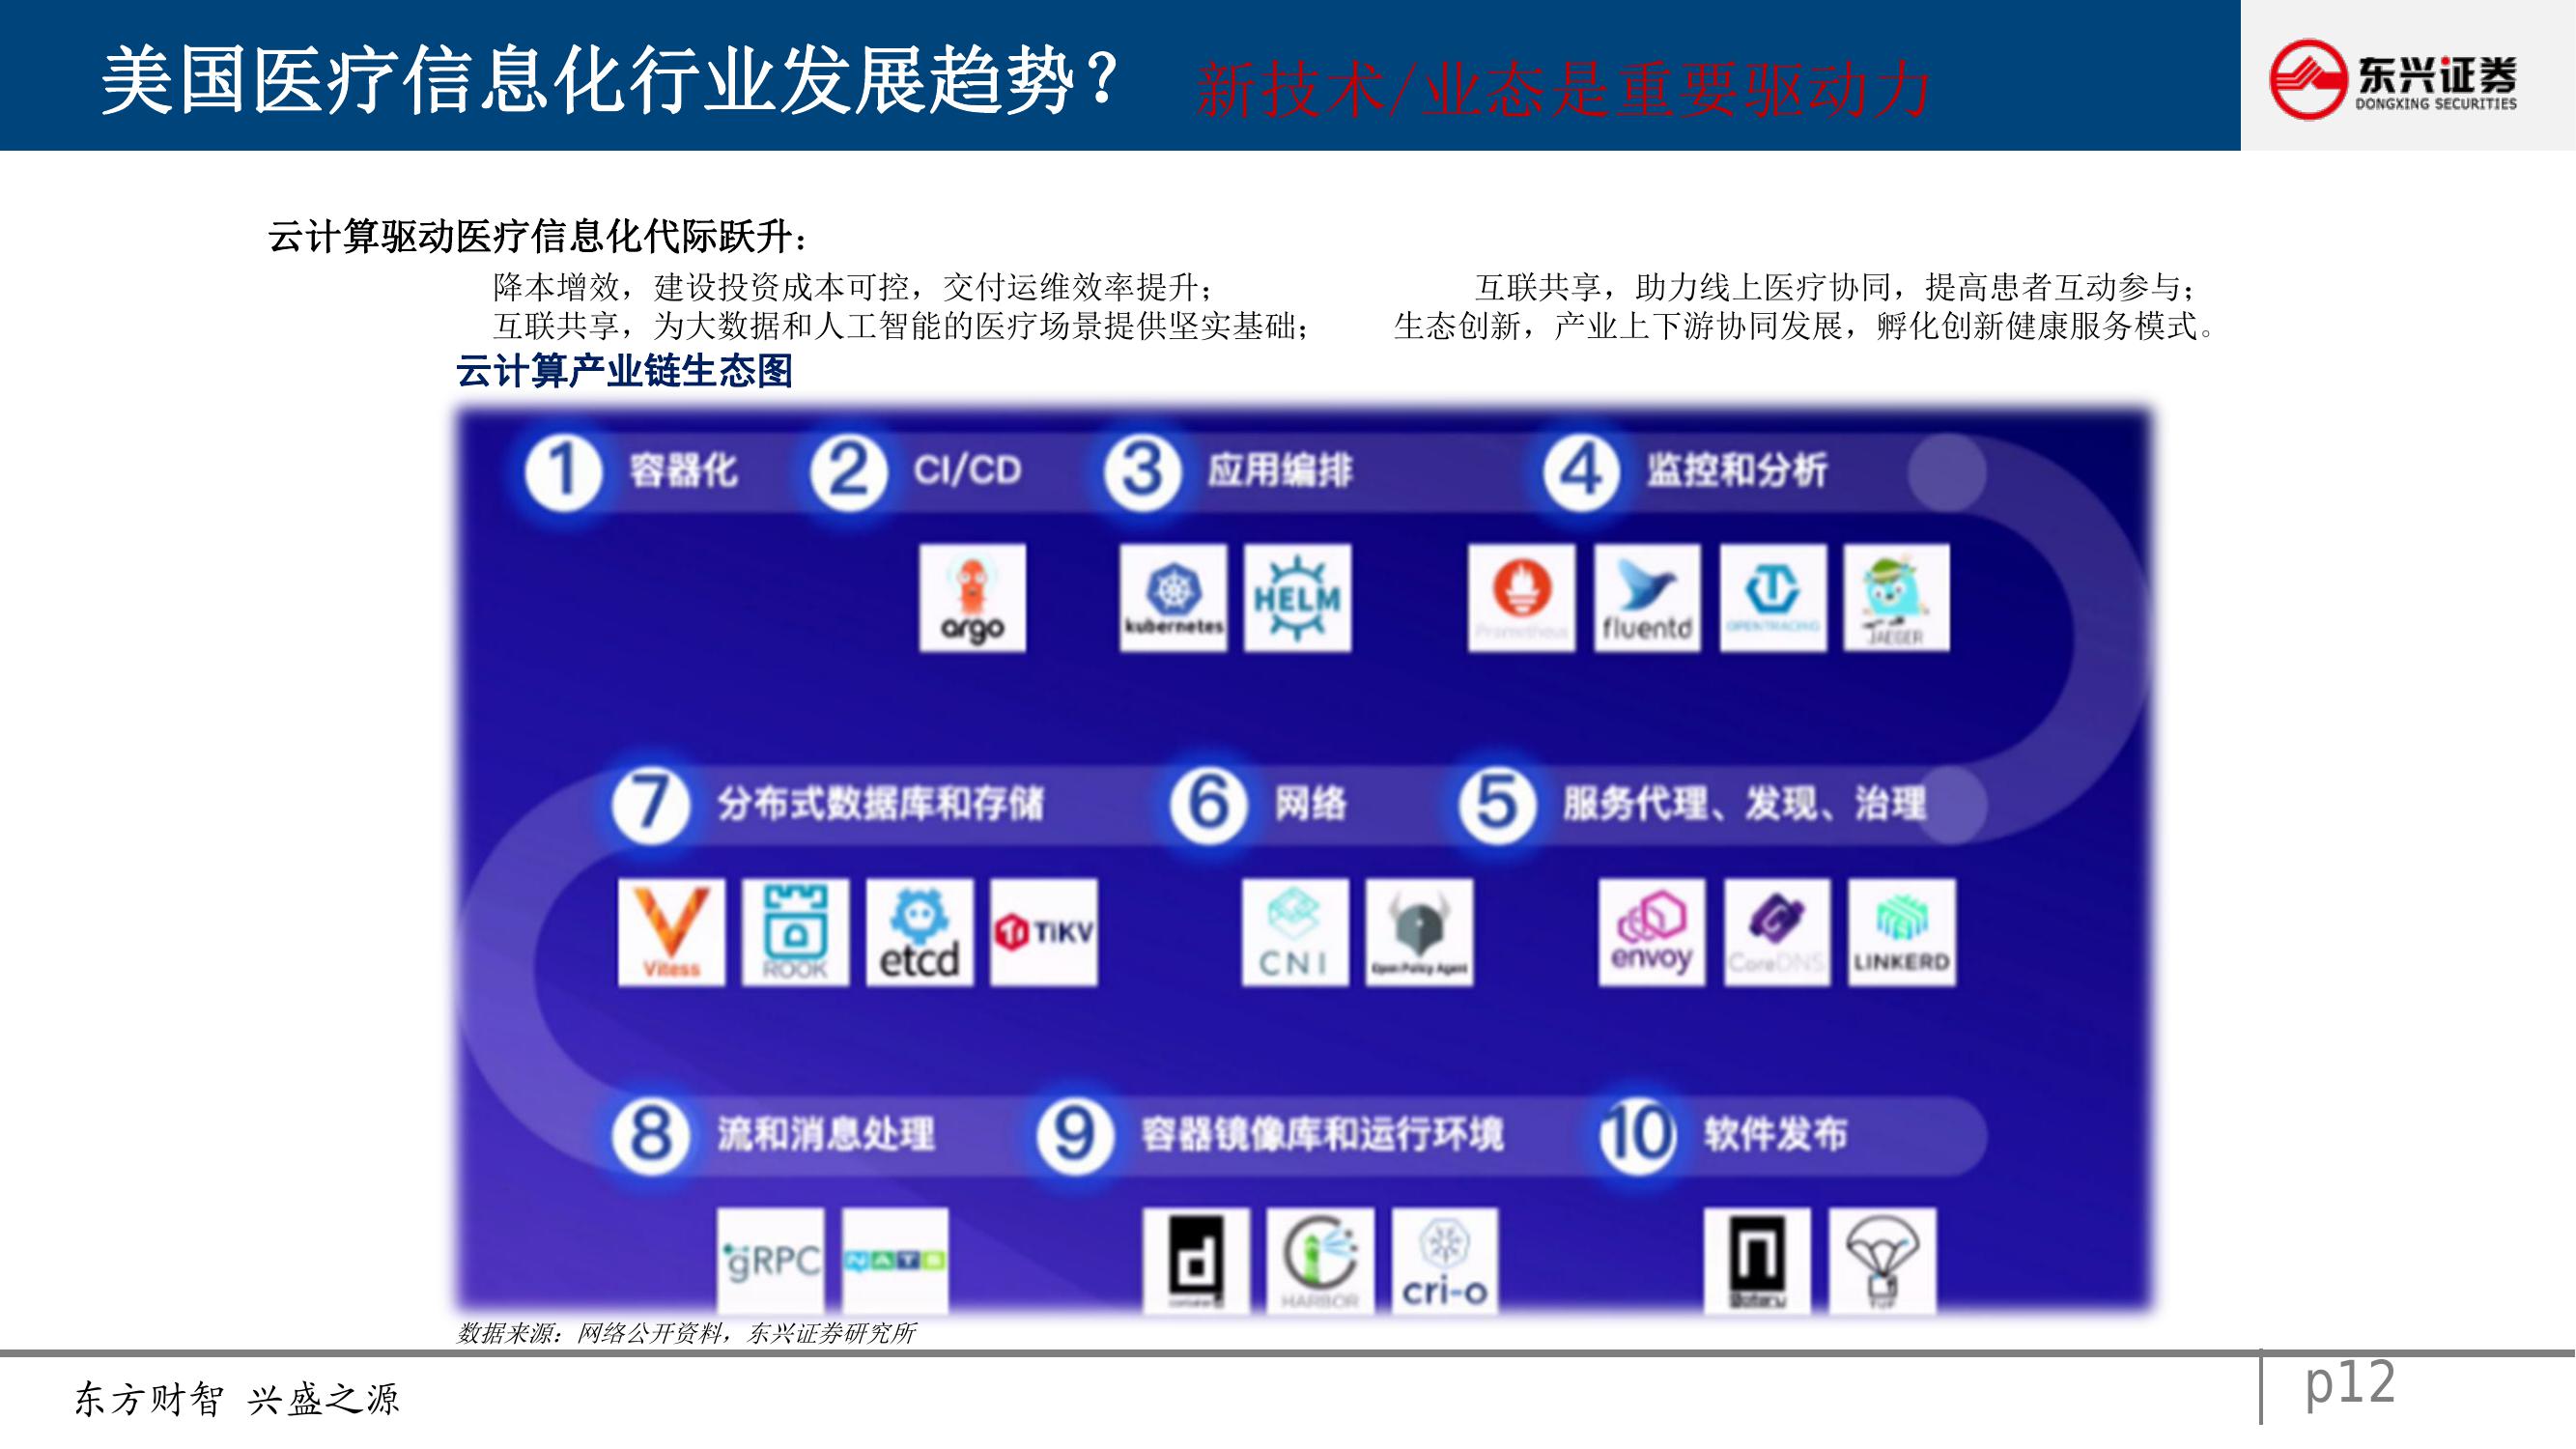 美国医疗信息化行业发展趋势？ 新技术/业态是重要驱动力
东兴证券
DONGXING SECURITIES
云计算驱动医疗信息化代际跃升：
降本增效，建设投资成本可控，交付运维效率提升； 互联共享，助力线上医疗协同，提高患者互动参与；
互联共享，为大数据和人工智能的医疗场景提供坚实基础； 生态创新，产业上下游协同发展，孵化创新健康服务模式。
云计算产业链生态图
1 容器化 2 CI/CD 3 应用编排 4 监控和分析
argo kubernetes HELM Prometheus fluentd OPENTRACING JAEGER
7 分布式数据库和存储 6 网络 5 服务代理、发现、治理
Vitess ROOK etcd TiKV CNI Open Policy Agent envoy CoreDNS LINKERD
8 流和消息处理 9 容器镜像库和运行环境 10 软件发布
gRPC NATS HARBOR cri-o
数据来源：网络公开资料，东兴证券研究所
东方财智 兴盛之源
p12